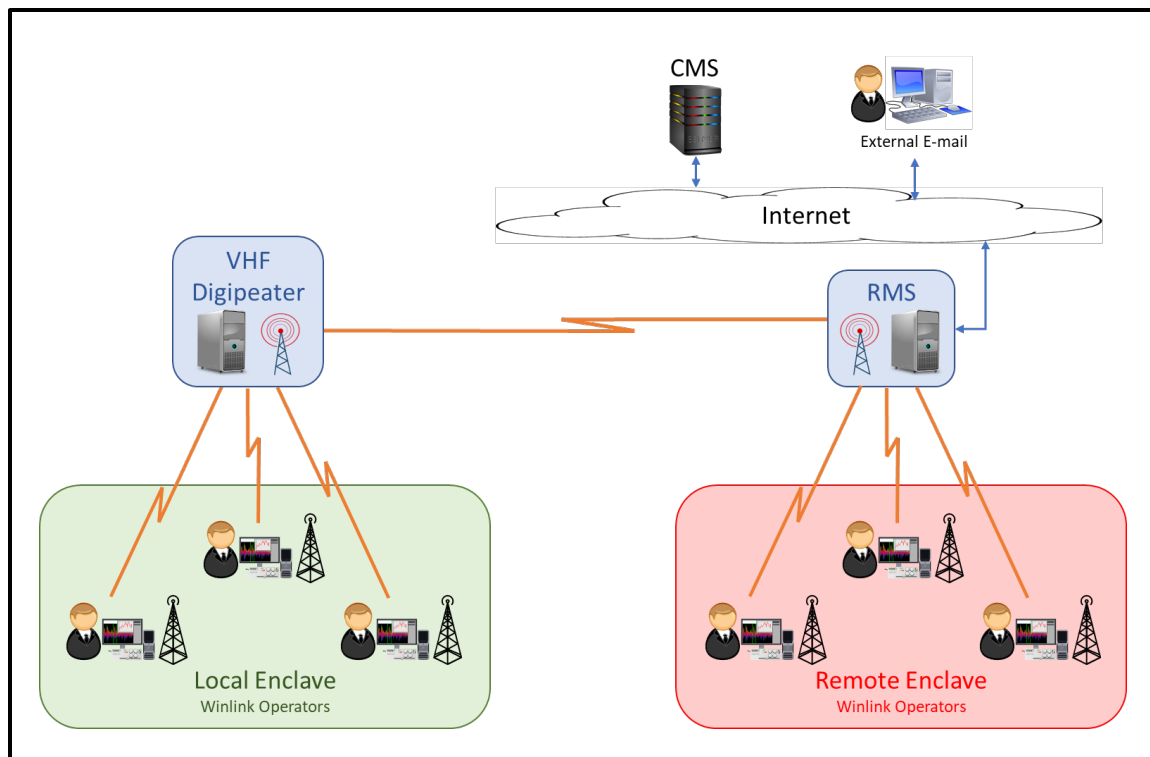 CMS
External E-mail
Internet
VHF
Digipeater
RMS
Local Enclave
Winlink Operators
Remote Enclave
Winlink Operators